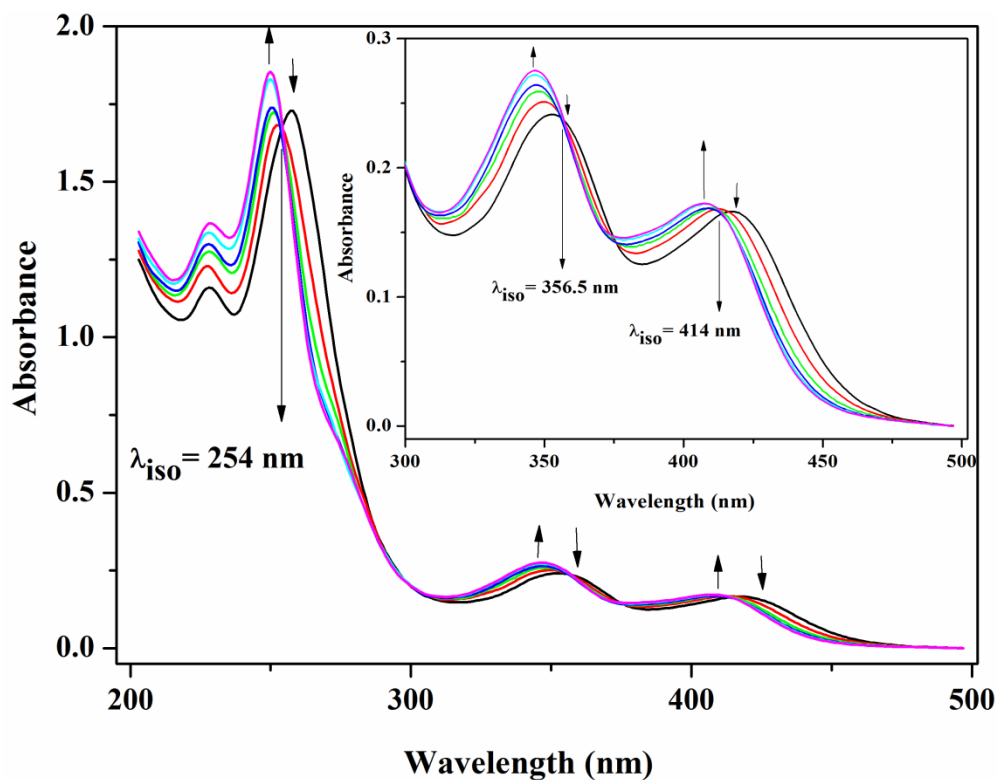 2.0
1.5
1.0
0.5
0.0
Absorbance
200
300
400
500
Wavelength (nm)
λiso= 254 nm
0.3
0.2
0.1
0.0
Absorbance
300
350
400
450
500
Wavelength (nm)
λiso= 356.5 nm
λiso= 414 nm